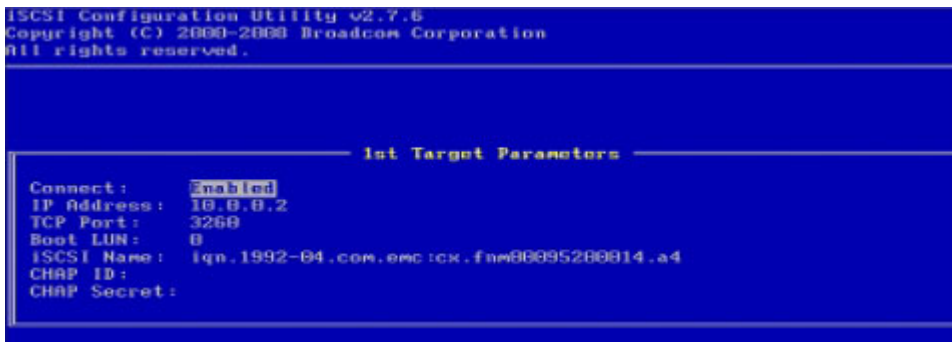 iSCSI Configuration Utility v2.7.6
Copyright (C) 2000-2008 Broadcom Corporation
All rights reserved.
1st Target Parameters
Connect: Enabled
IP Address: 10.0.0.2
TCP Port: 3260
Boot LUN: 0
iSCSI Name: iqn.1992-04.com.emc:cx.fnm00095200014.a4
CHAP ID:
CHAP Secret: